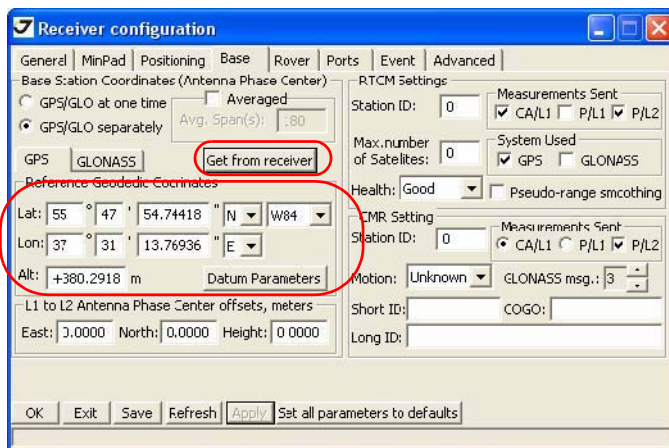 Receiver configuration
General MinPad Positioning Base Rover Ports Event Advanced
Base Station Coordinates (Antenna Phase Center)
GPS/GLO at one time
GPS/GLO separately
Averaged
Avg. Span(s): 180
GPS GLONASS
Get from receiver
Reference Geodedic Cocrinates
Lat: 55 ° 47 ' 54.74418 " N W84
Lon: 37 ° 31 ' 13.76936 " E
Alt: +380.2918 m Datum Parameters
L1 to L2 Antenna Phase Center offsets, meters
East: 0.0000 North: 0.0000 Height: 0.0000
RTCM Settings
Station ID: 0
Measurements Sent
CA/L1 P/L1 P/L2
Max.number
of Satelites: 0
System Used
GPS GLONASS
Health: Good Pseudo-range smcothing
CMR Setting
Station ID: 0
Measurements Sent
CA/L1 P/L1 P/L2
Motion: Unknown GLONASS msg.: 3
Short ID: COGO:
Long ID:
OK Exit Save Refresh Apply Set all parameters to defaults